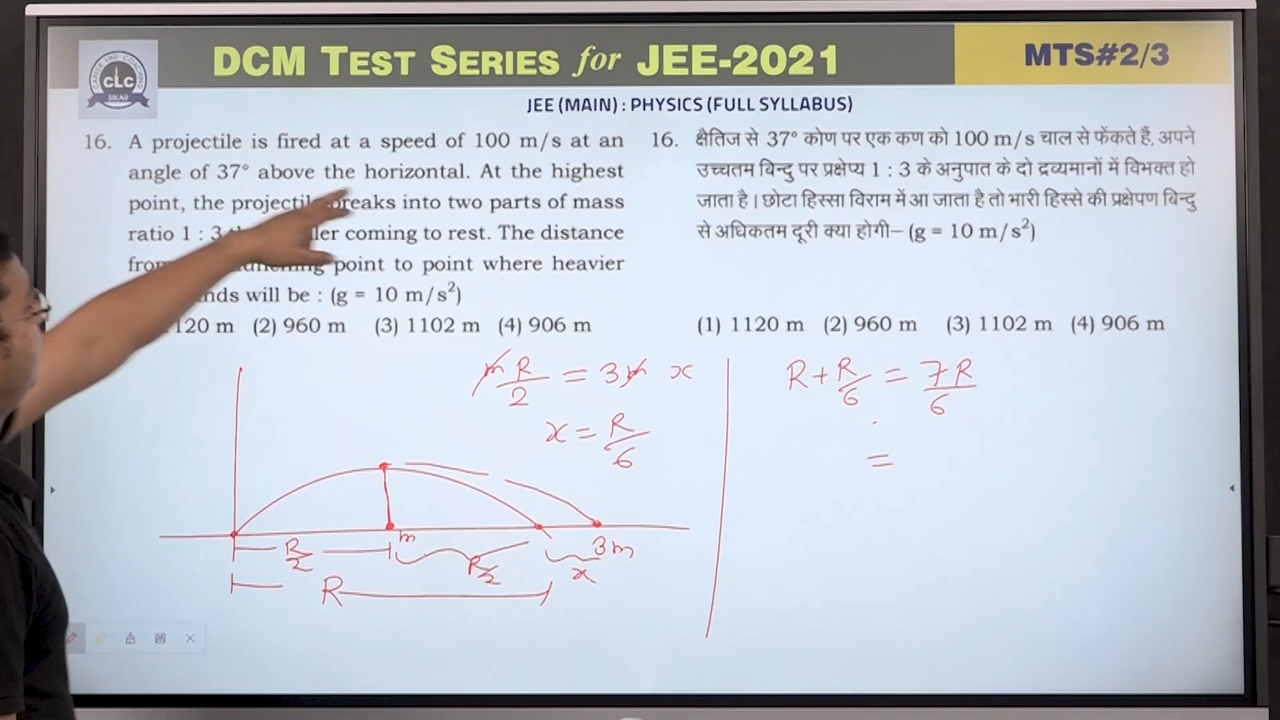 CLC
SIKAR
DCM TEST SERIES for JEE-2021
MTS#2/3
JEE (MAIN) : PHYSICS (FULL SYLLABUS)
16. A projectile is fired at a speed of 100 m/s at an
angle of 37° above the horizontal. At the highest
point, the projectile breaks into two parts of mass
ratio 1 : 3 coming to rest. The distance
point to point where heavier
will be : (g = 10 m/s²)
120 m (2) 960 m (3) 1102 m (4) 906 m
16. क्षैतिज से 37° कोण पर एक कण को 100 m/s चाल से फेंकते हैं, अपने
उच्चतम बिन्दु पर प्रक्षेप्य 1 : 3 के अनुपात के दो द्रव्यमानों में विभक्त हो
जाता है। छोटा हिस्सा विराम में आ जाता है तो भारी हिस्से की प्रक्षेपण बिन्दु
से अधिकतम दूरी क्या होगी– (g = 10 m/s²)
(1) 1120 m (2) 960 m (3) 1102 m (4) 906 m
m R/2 = 3m x
x = R/6
R + R/6 = 7R/6
=
m
3m
R/2
R/2
x
R